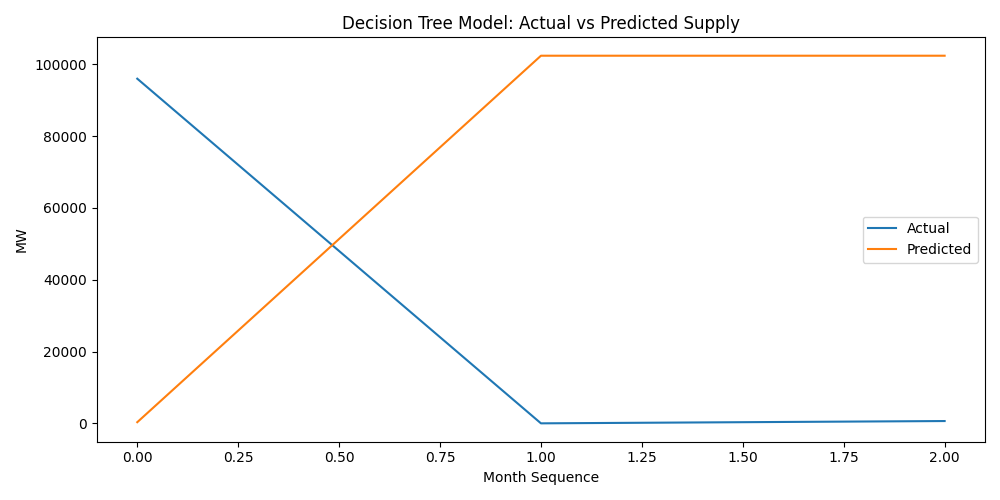 Decision Tree Model: Actual vs Predicted Supply
100000
80000
60000
40000
20000
0
MW
Actual
Predicted
0.00 0.25 0.50 0.75 1.00 1.25 1.50 1.75 2.00
Month Sequence